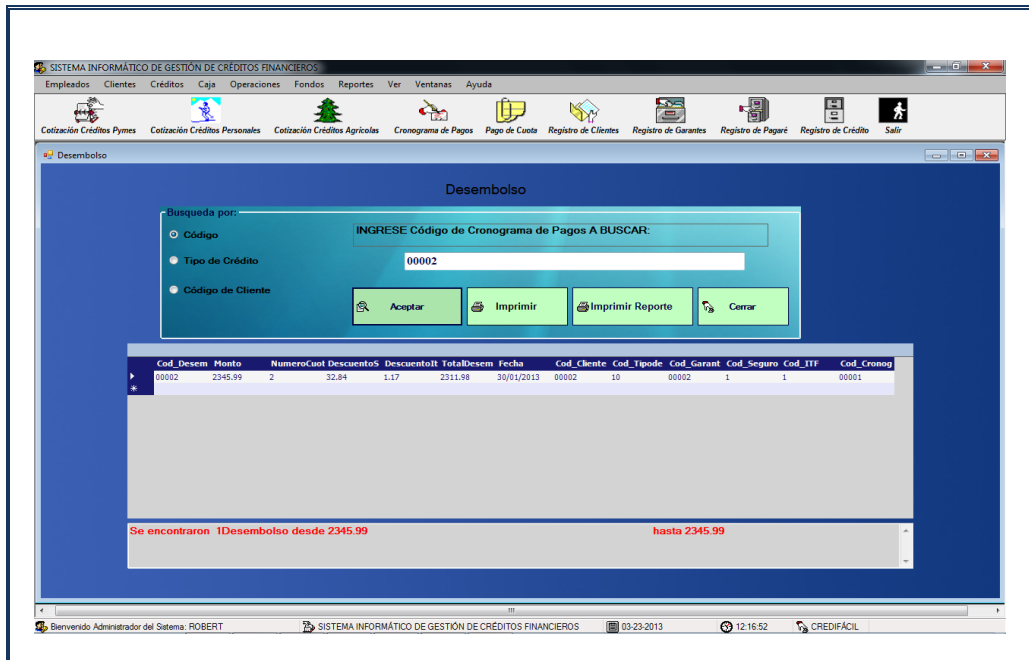 SISTEMA INFORMÁTICO DE GESTIÓN DE CRÉDITOS FINANCIEROS
Empleados Clientes Créditos Caja Operaciones Fondos Reportes Ver Ventanas Ayuda
Cotización Créditos Pymes Cotización Créditos Personales Cotización Créditos Agricolas Cronograma de Pagos Pago de Cuota Registro de Clientes Registro de Garantes Registro de Pagaré Registro de Crédito Salir
Desembolso
Desembolso
Busqueda por:
Código
INGRESE Código de Cronograma de Pagos A BUSCAR:
Tipo de Crédito
00002
Código de Cliente
Aceptar Imprimir Imprimir Reporte Cerrar
Cod_Desem Monto NumeroCuot DescuentoS DescuentoIt TotalDesem Fecha Cod_Cliente Cod_Tipode Cod_Garant Cod_Seguro Cod_ITF Cod_Cronog
00002 2345.99 2 32.84 1.17 2311.98 30/01/2013 00002 10 00002 1 1 00001
Se encontraron 1Desembolso desde 2345.99 hasta 2345.99
Bienvenido Administrador del Sistema: ROBERT SISTEMA INFORMÁTICO DE GESTIÓN DE CRÉDITOS FINANCIEROS 03-23-2013 12:16:52 CREDIFÁCIL